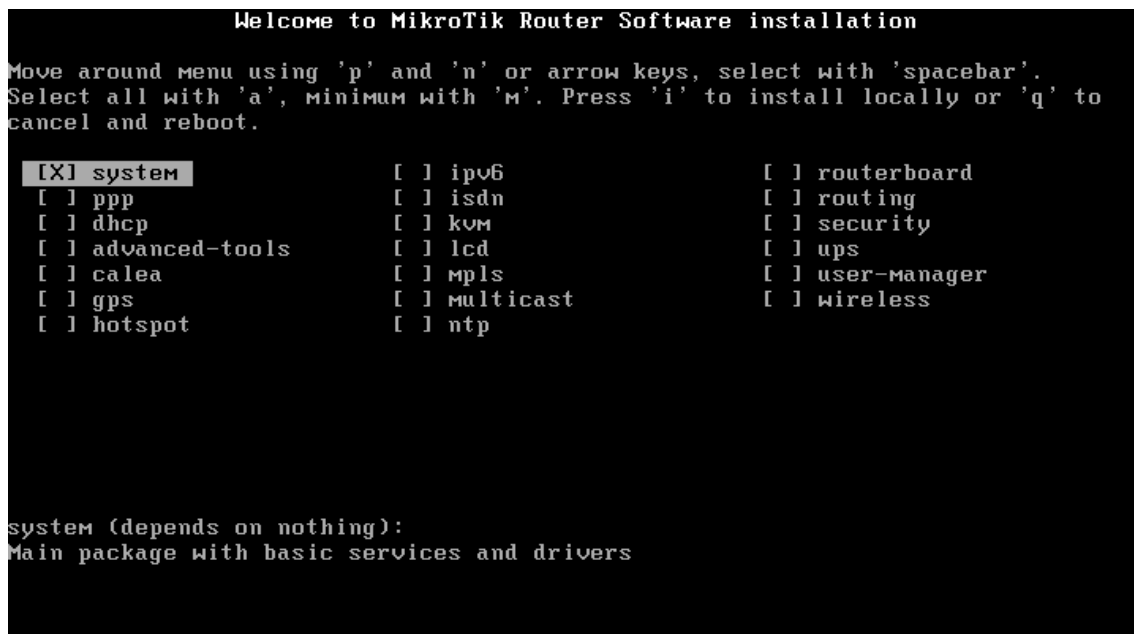 Welcome to MikroTik Router Software installation
Move around menu using 'p' and 'n' or arrow keys, select with 'spacebar'.
Select all with 'a', minimum with 'm'. Press 'i' to install locally or 'q' to
cancel and reboot.
[X] system [ ] ipv6 [ ] routerboard
[ ] ppp [ ] isdn [ ] routing
[ ] dhcp [ ] kvm [ ] security
[ ] advanced-tools [ ] lcd [ ] ups
[ ] calea [ ] mpls [ ] user-manager
[ ] gps [ ] multicast [ ] wireless
[ ] hotspot [ ] ntp
system (depends on nothing):
Main package with basic services and drivers